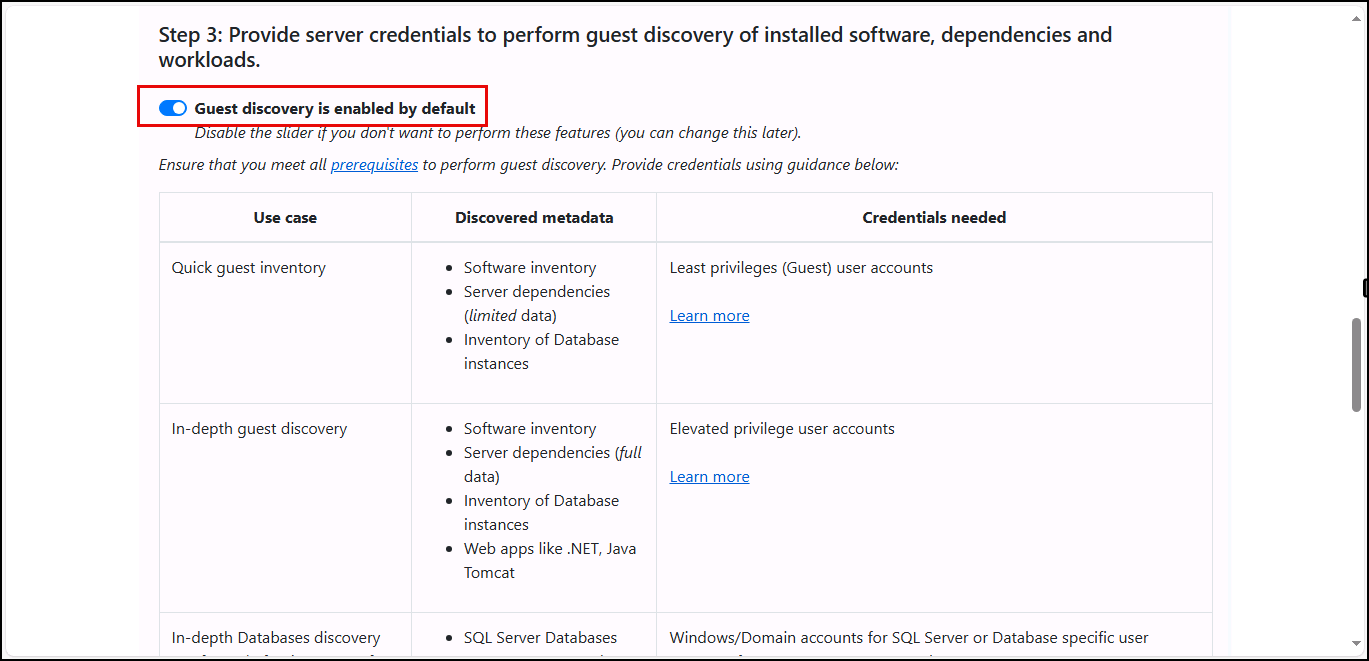 Step 3: Provide server credentials to perform guest discovery of installed software, dependencies and
workloads.
Guest discovery is enabled by default
Disable the slider if you don't want to perform these features (you can change this later).
Ensure that you meet all prerequisites to perform guest discovery. Provide credentials using guidance below:
Use case
Discovered metadata
Credentials needed
Quick guest inventory
Software inventory
Server dependencies
(limited data)
Inventory of Database
instances
Least privileges (Guest) user accounts
Learn more
In-depth guest discovery
Software inventory
Server dependencies (full
data)
Inventory of Database
instances
Web apps like .NET, Java
Tomcat
Elevated privilege user accounts
Learn more
In-depth Databases discovery
SQL Server Databases
Windows/Domain accounts for SQL Server or Database specific user